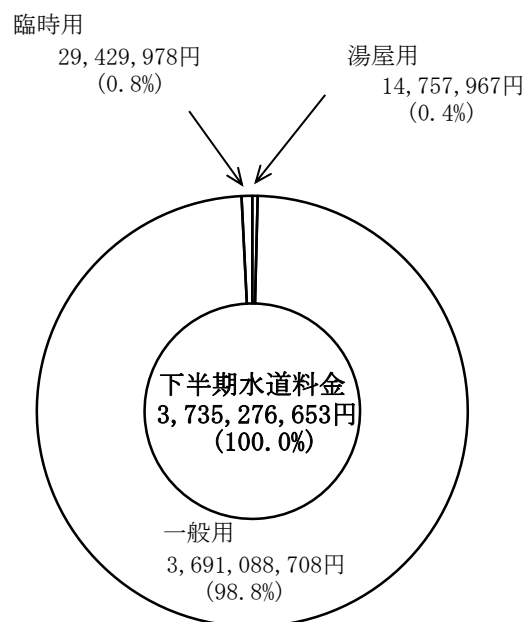 臨時用
29,429,978円
(0.8%)
湯屋用
14,757,967円
(0.4%)
下半期水道料金
3,735,276,653円
(100.0%)
一般用
3,691,088,708円
(98.8%)